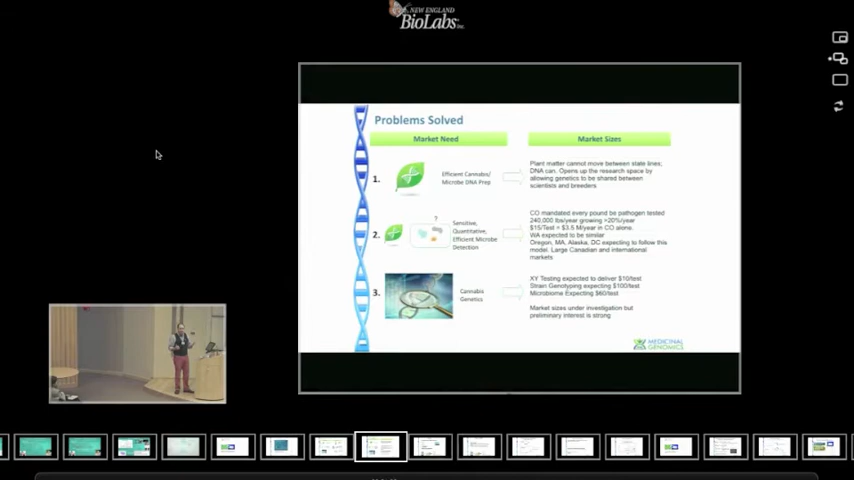 NEW ENGLAND
BioLabs Inc.
Problems Solved
Market Need
Market Sizes
1.
Efficient Cannabis/
Microbe DNA Prep
Plant matter cannot move between state lines;
DNA can. Opens up the research space by
allowing genetics to be shared between
scientists and breeders
2.
?
Sensitive,
Quantitative,
Efficient Microbe
Detection
CO mandated every pound be pathogen tested
240,000 lbs/year growing >20%/year
$15/Test = $3.5 M/year in CO alone.
WA expected to be similar
Oregon, MA, Alaska, DC expecting to follow this
model, Large Canadian and international
markets
3.
Cannabis
Genetics
XY Testing expected to deliver $10/test
Strain Genotyping expecting $100/test
Microbiome Expecting $60/test
Market sizes under investigation but
preliminary interest is strong
MEDICINAL
GENOMICS